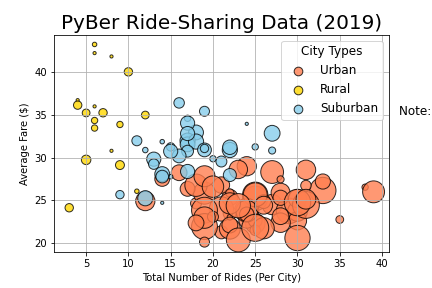 PyBer Ride-Sharing Data (2019)
City Types
Urban
Rural
Suburban
Note:
Average Fare ($)
40
35
30
25
20
5
10
15
20
25
30
35
40
Total Number of Rides (Per City)